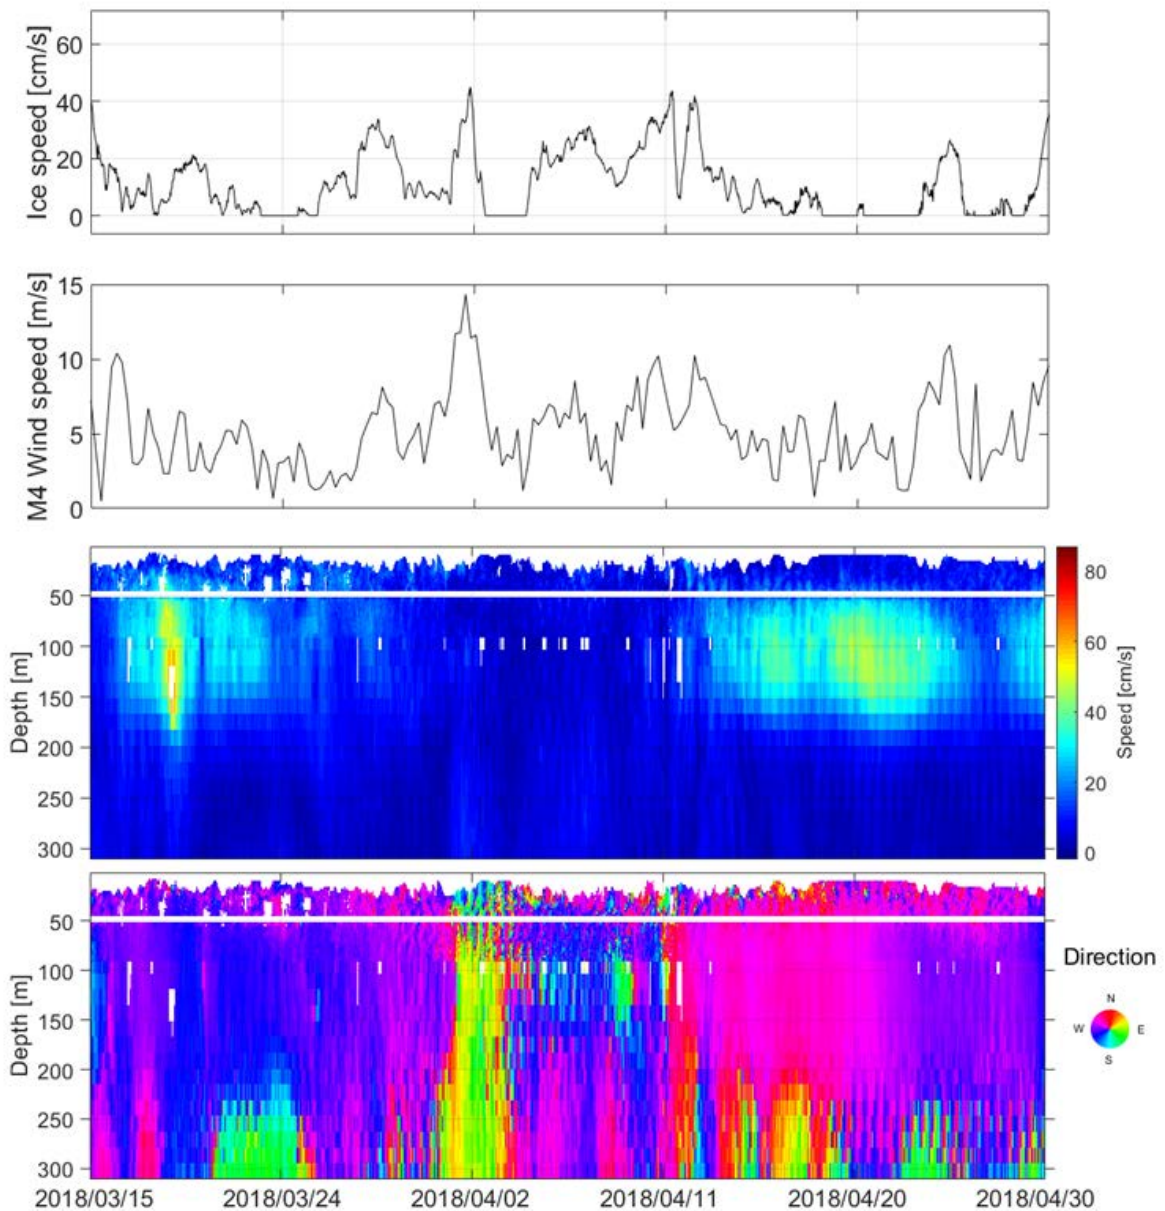 Ice speed [cm/s]
60
40
20
0
M4 Wind speed [m/s]
15
10
5
0
Depth [m]
50
100
150
200
250
300
80
60
40
20
0
Speed [cm/s]
Depth [m]
50
100
150
200
250
300
Direction
N
W E
S
2018/03/15 2018/03/24 2018/04/02 2018/04/11 2018/04/20 2018/04/30